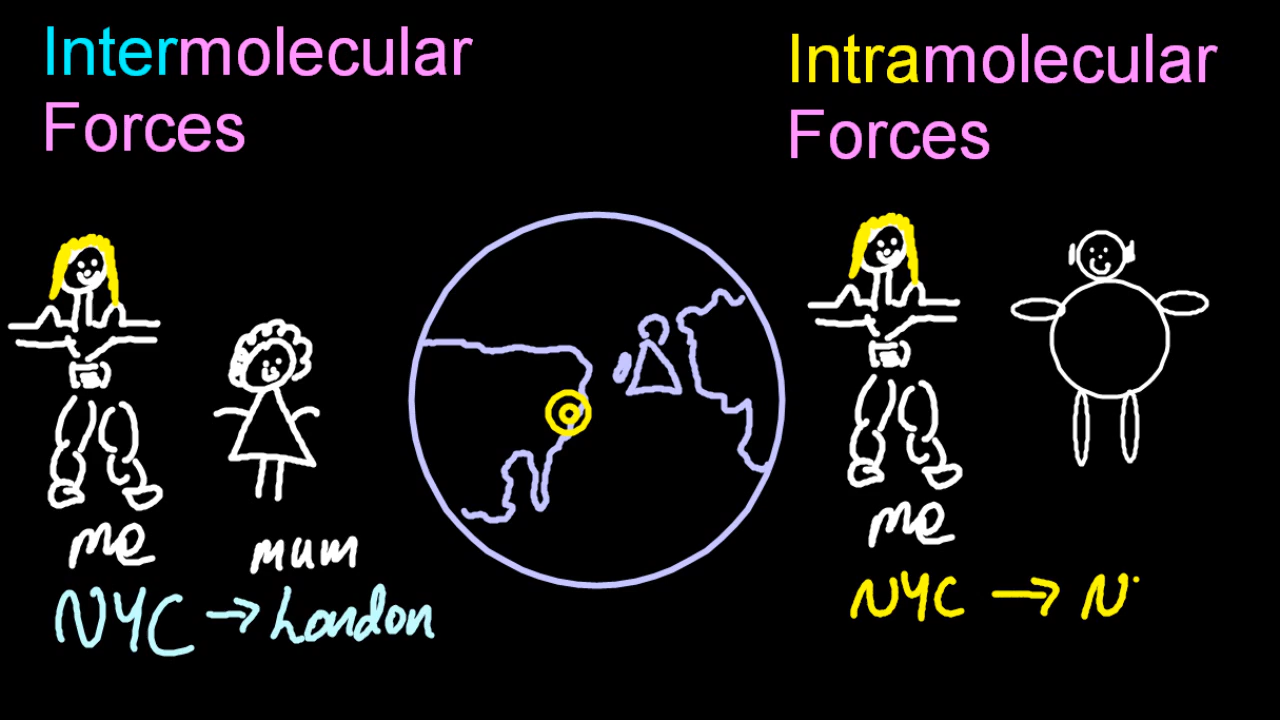 Intermolecular
Forces
Intramolecular
Forces
me
mum
NYC → London
me
NYC → N